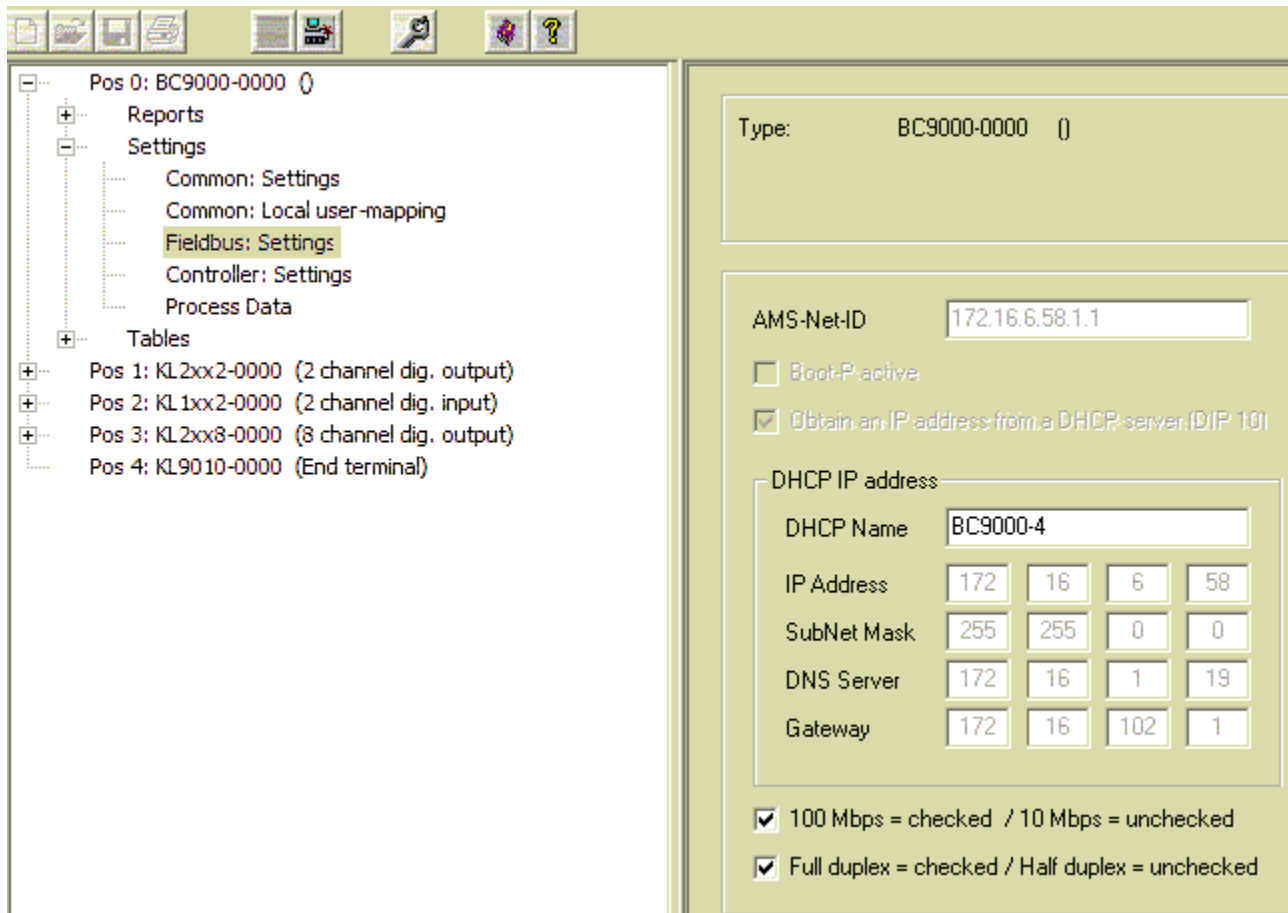 Pos 0: BC9000-0000 ()
Reports
Settings
Common: Settings
Common: Local user-mapping
Fieldbus: Settings
Controller: Settings
Process Data
Tables
Pos 1: KL2xx2-0000 (2 channel dig. output)
Pos 2: KL1xx2-0000 (2 channel dig. input)
Pos 3: KL2xx8-0000 (8 channel dig. output)
Pos 4: KL9010-0000 (End terminal)
Type: BC9000-0000 ()
AMS-Net-ID 172.16.6.58.1.1
Boot-P active
Obtain an IP address from a DHCP server (DIP 10)
DHCP IP address
DHCP Name BC9000-4
IP Address 172 16 6 58
SubNet Mask 255 255 0 0
DNS Server 172 16 1 19
Gateway 172 16 102 1
100 Mbps = checked / 10 Mbps = unchecked
Full duplex = checked / Half duplex = unchecked